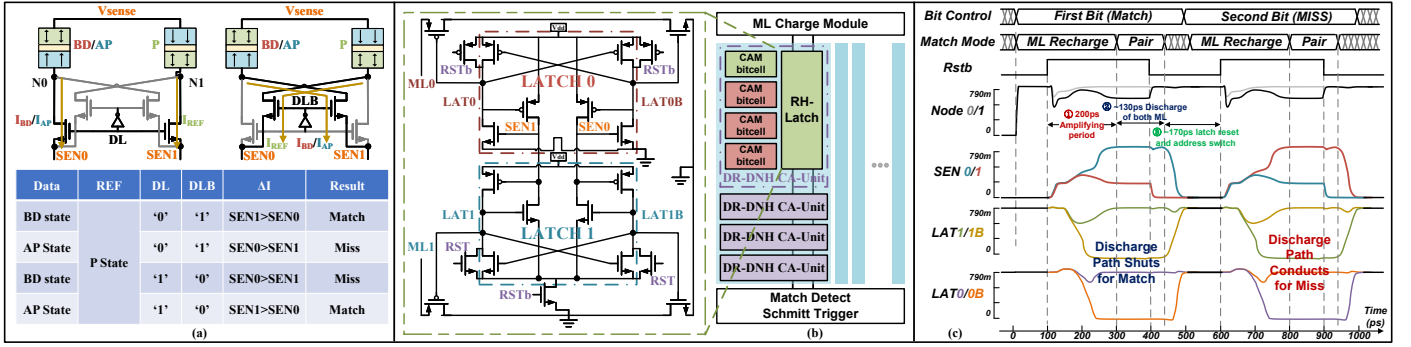 Vsense
Vsense
BD/AP
P
BD/AP
P
N0
N1
DLB
DL
I_BD/I_AP
I_REF
I_REF
I_BD/I_AP
SEN0
SEN1
SEN0
SEN1
Data
REF
DL
DLB
ΔI
Result
BD state
P State
‘0’
‘1’
SEN1>SEN0
Match
AP State
‘0’
‘1’
SEN0>SEN1
Miss
BD state
‘1’
‘0’
SEN0>SEN1
Miss
AP State
‘1’
‘0’
SEN1>SEN0
Match
(a)
Vdd
RSTb
RSTb
ML0
LATCH 0
LAT0
LAT0B
SEN1
SEN0
Vdd
LAT1
LAT1B
LATCH 1
ML1
RST
RST
RSTb
ML Charge Module
CAM bitcell
CAM bitcell
CAM bitcell
CAM bitcell
RH-Latch
DR-DNH CA-Unit
DR-DNH CA-Unit
DR-DNH CA-Unit
DR-DNH CA-Unit
Match Detect
Schmitt Trigger
(b)
Bit Control
First Bit (Match)
Second Bit (MISS)
Match Mode
ML Recharge
Pair
ML Recharge
Pair
Rstb
790m
Node 0/1
0
① 200ps
Amplifying
period
② ~130ps Discharge
of both ML
③ ~170ps latch reset
and address switch
790m
SEN 0/1
0
790m
LAT1/1B
0
Discharge
Path Shuts
for Match
Discharge
Path
Conducts
for Miss
790m
LAT0/0B
0
(c)
0
100
200
300
400
500
600
700
800
900
1000
Time
(ps)